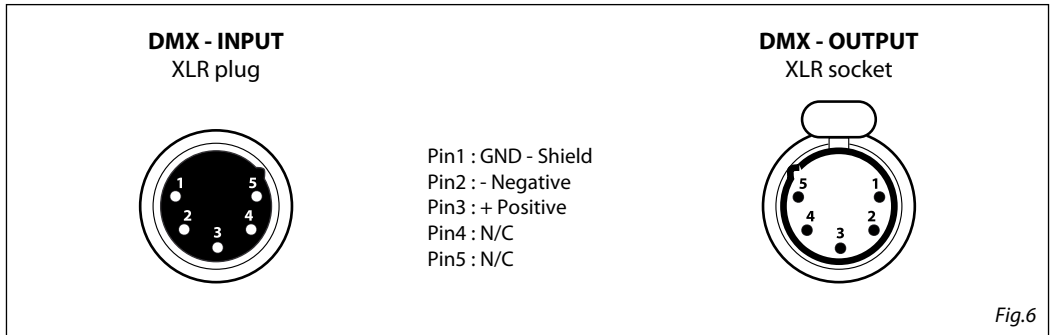 DMX - INPUT
XLR plug
1
5
2
4
3
Pin1 : GND - Shield
Pin2 : - Negative
Pin3 : + Positive
Pin4 : N/C
Pin5 : N/C
DMX - OUTPUT
XLR socket
5
1
4
2
3
Fig.6